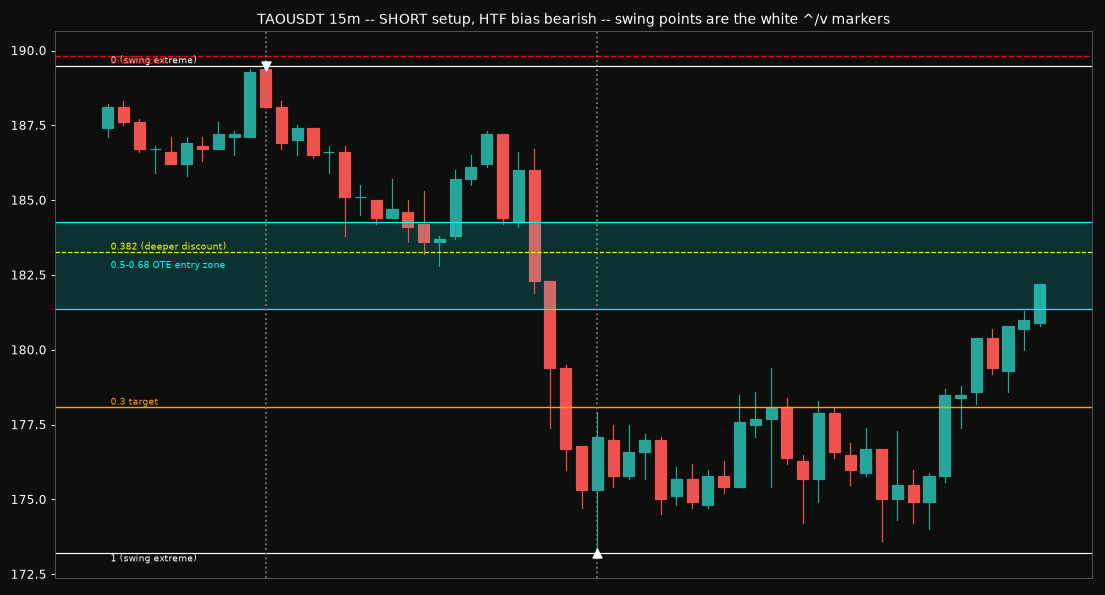 TAOUSDT 15m -- SHORT setup, HTF bias bearish -- swing points are the white ^/v markers
190.0
0 (swing extreme)
187.5
185.0
0.382 (deeper discount)
0.5-0.68 OTE entry zone
182.5
180.0
0.3 target
177.5
175.0
1 (swing extreme)
172.5